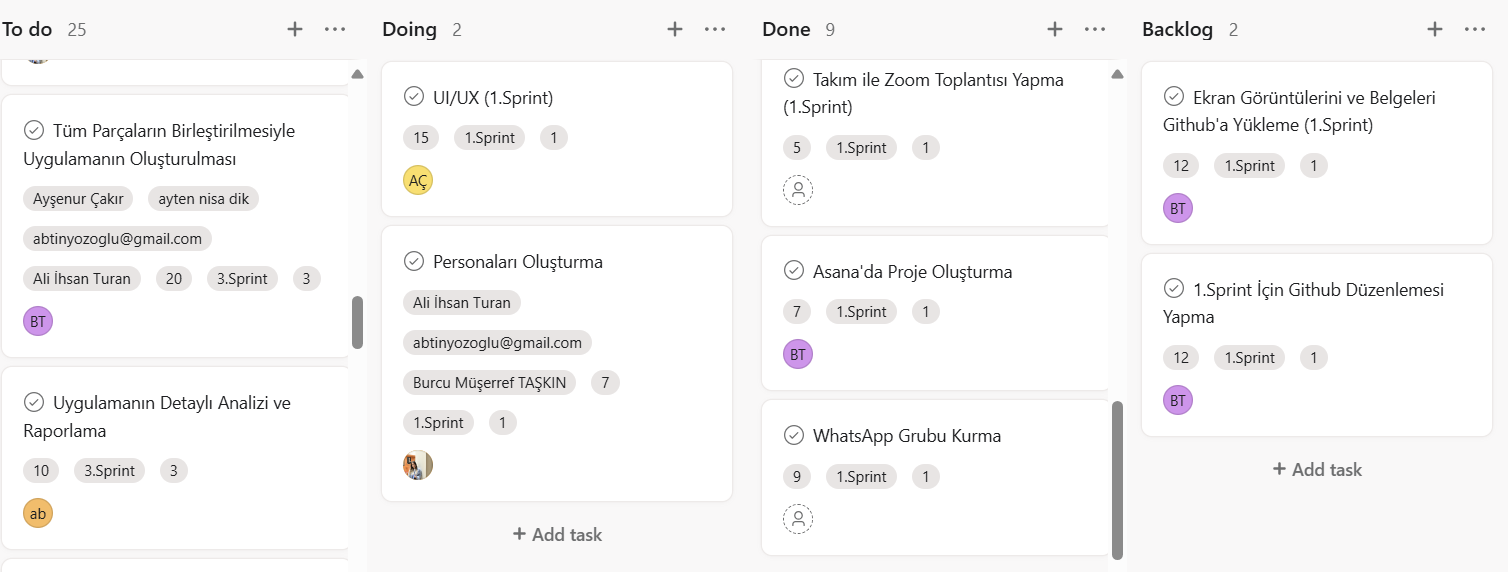 To do 25
Tüm Parçaların Birleştirilmesiyle
Uygulamanın Oluşturulması
Ayşenur Çakır ayten nisa dik
abtinyozoglu@gmail.com
Ali İhsan Turan 20 3.Sprint 3
BT
Uygulamanın Detaylı Analizi ve
Raporlama
10 3.Sprint 3
ab
Doing 2
UI/UX (1.Sprint)
15 1.Sprint 1
AÇ
Personaları Oluşturma
Ali İhsan Turan
abtinyozoglu@gmail.com
Burcu Müşerref TAŞKIN 7
1.Sprint 1
+ Add task
Done 9
Takım ile Zoom Toplantısı Yapma
(1.Sprint)
5 1.Sprint 1
Asana'da Proje Oluşturma
7 1.Sprint 1
BT
WhatsApp Grubu Kurma
9 1.Sprint 1
Backlog 2
Ekran Görüntülerini ve Belgeleri
Github'a Yükleme (1.Sprint)
12 1.Sprint 1
BT
1.Sprint İçin Github Düzenlemesi
Yapma
12 1.Sprint 1
BT
+ Add task